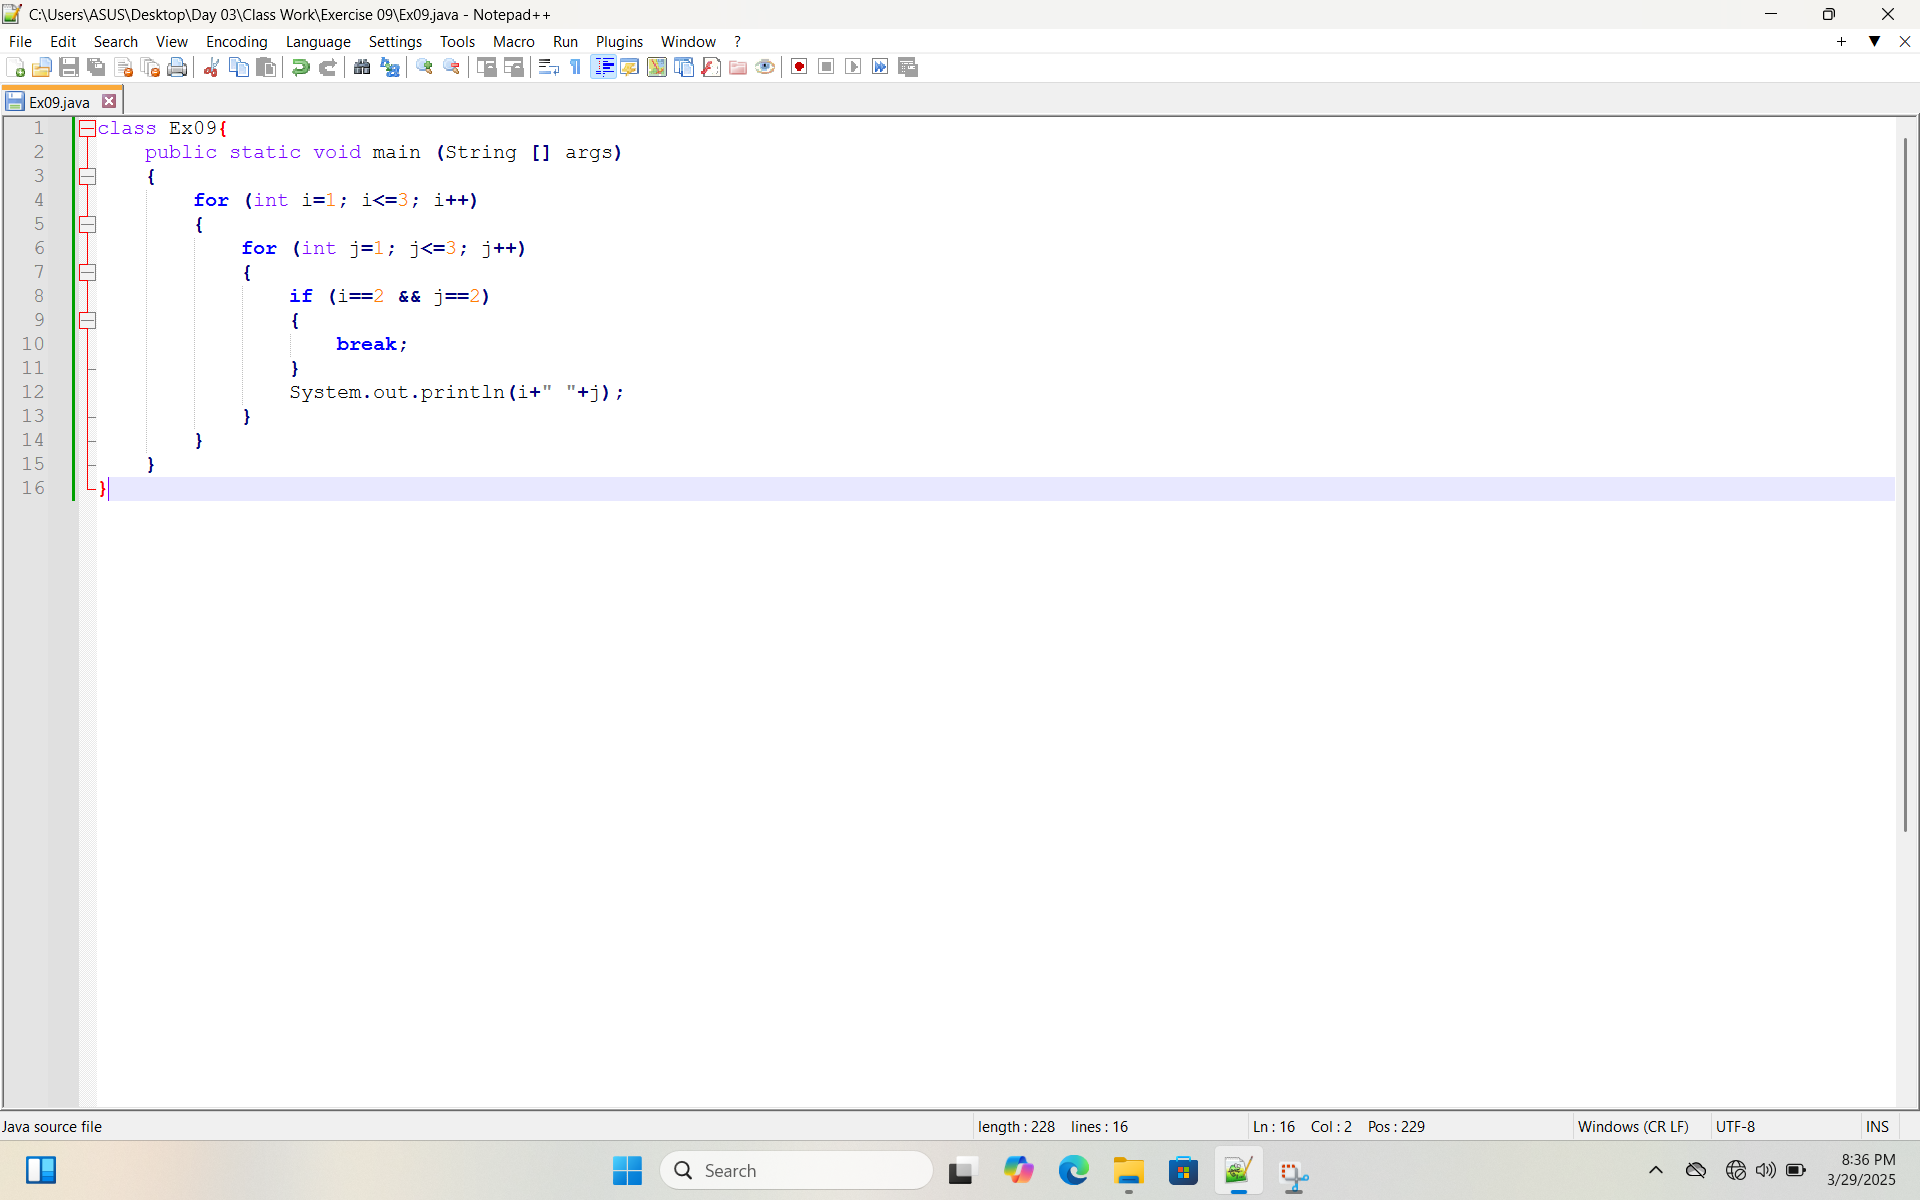 C:\Users\ASUS\Desktop\Day 03\Class Work\Exercise 09\Ex09.java - Notepad++
File Edit Search View Encoding Language Settings Tools Macro Run Plugins Window ?
Ex09.java
1 class Ex09{
2 public static void main (String [] args)
3 {
4 for (int i=1; i<=3; i++)
5 {
6 for (int j=1; j<=3; j++)
7 {
8 if (i==2 && j==2)
9 {
10 break;
11 }
12 System.out.println(i+" "+j);
13 }
14 }
15 }
16 }
Java source file length : 228 lines : 16 Ln : 16 Col : 2 Pos : 229 Windows (CR LF) UTF-8 INS
Search
8:36 PM
3/29/2025